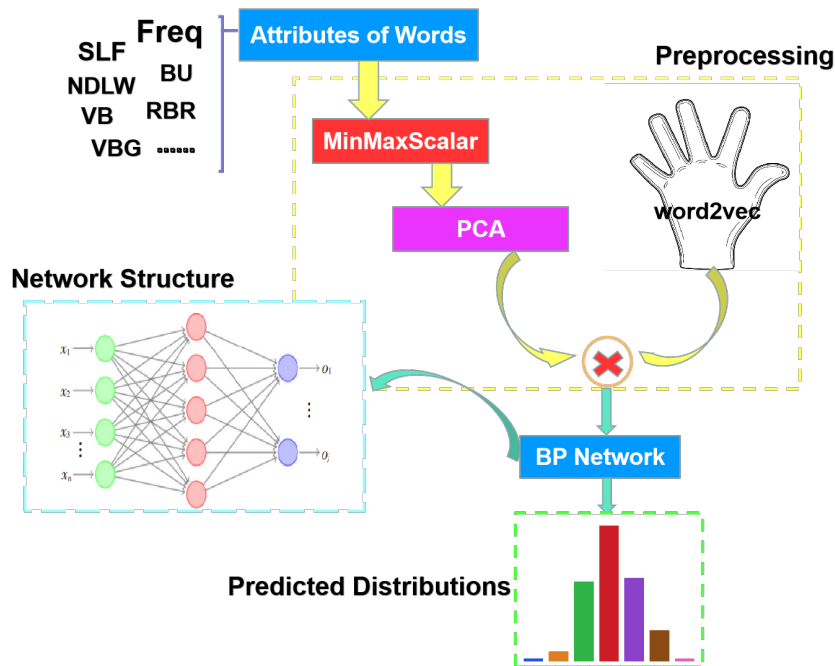 Freq
SLF
BU
NDLW
VB
RBR
VBG
......
Attributes of Words
Preprocessing
MinMaxScalar
word2vec
PCA
Network Structure
x₁
x₂
x₃
⋮
xₙ
o₁
⋮
oⱼ
BP Network
Predicted Distributions